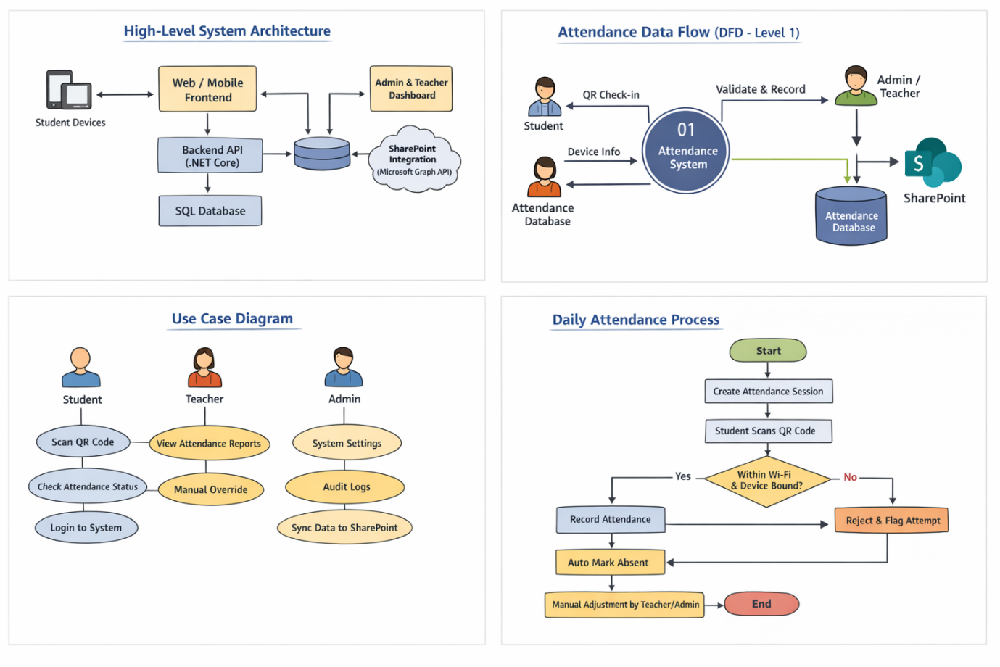 High-Level System Architecture
Student Devices
Web / Mobile
Frontend
Admin & Teacher
Dashboard
Backend API
(.NET Core)
SharePoint
Integration
(Microsoft Graph API)
SQL Database
Attendance Data Flow (DFD - Level 1)
Student
QR Check-in
Validate & Record
Admin /
Teacher
01
Attendance
System
Device Info
Attendance
Database
S
SharePoint
Attendance
Database
Use Case Diagram
Student
Teacher
Admin
Scan QR Code
View Attendance Reports
System Settings
Check Attendance Status
Manual Override
Audit Logs
Login to System
Sync Data to SharePoint
Daily Attendance Process
Start
Create Attendance Session
Student Scans QR Code
Within Wi-Fi
& Device Bound?
Yes
No
Record Attendance
Reject & Flag Attempt
Auto Mark Absent
Manual Adjustment by Teacher/Admin
End